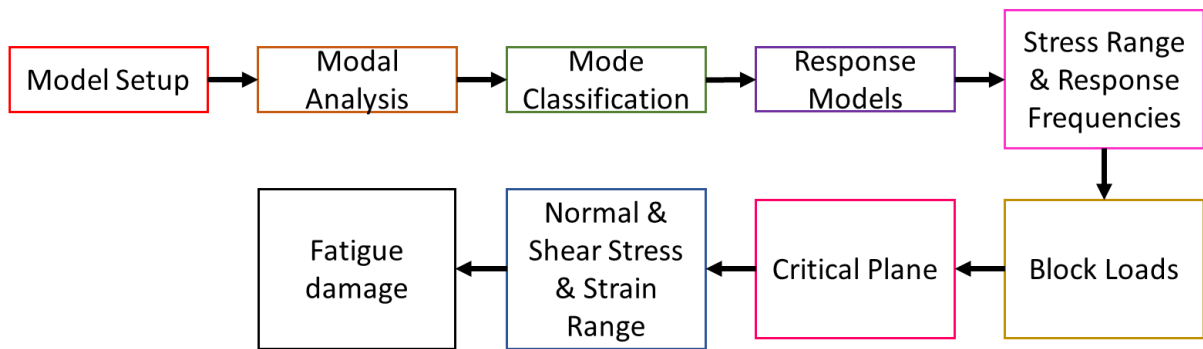 Model Setup
Modal
Analysis
Mode
Classification
Response
Models
Stress Range
& Response
Frequencies
Block Loads
Critical Plane
Normal &
Shear Stress
& Strain
Range
Fatigue
damage